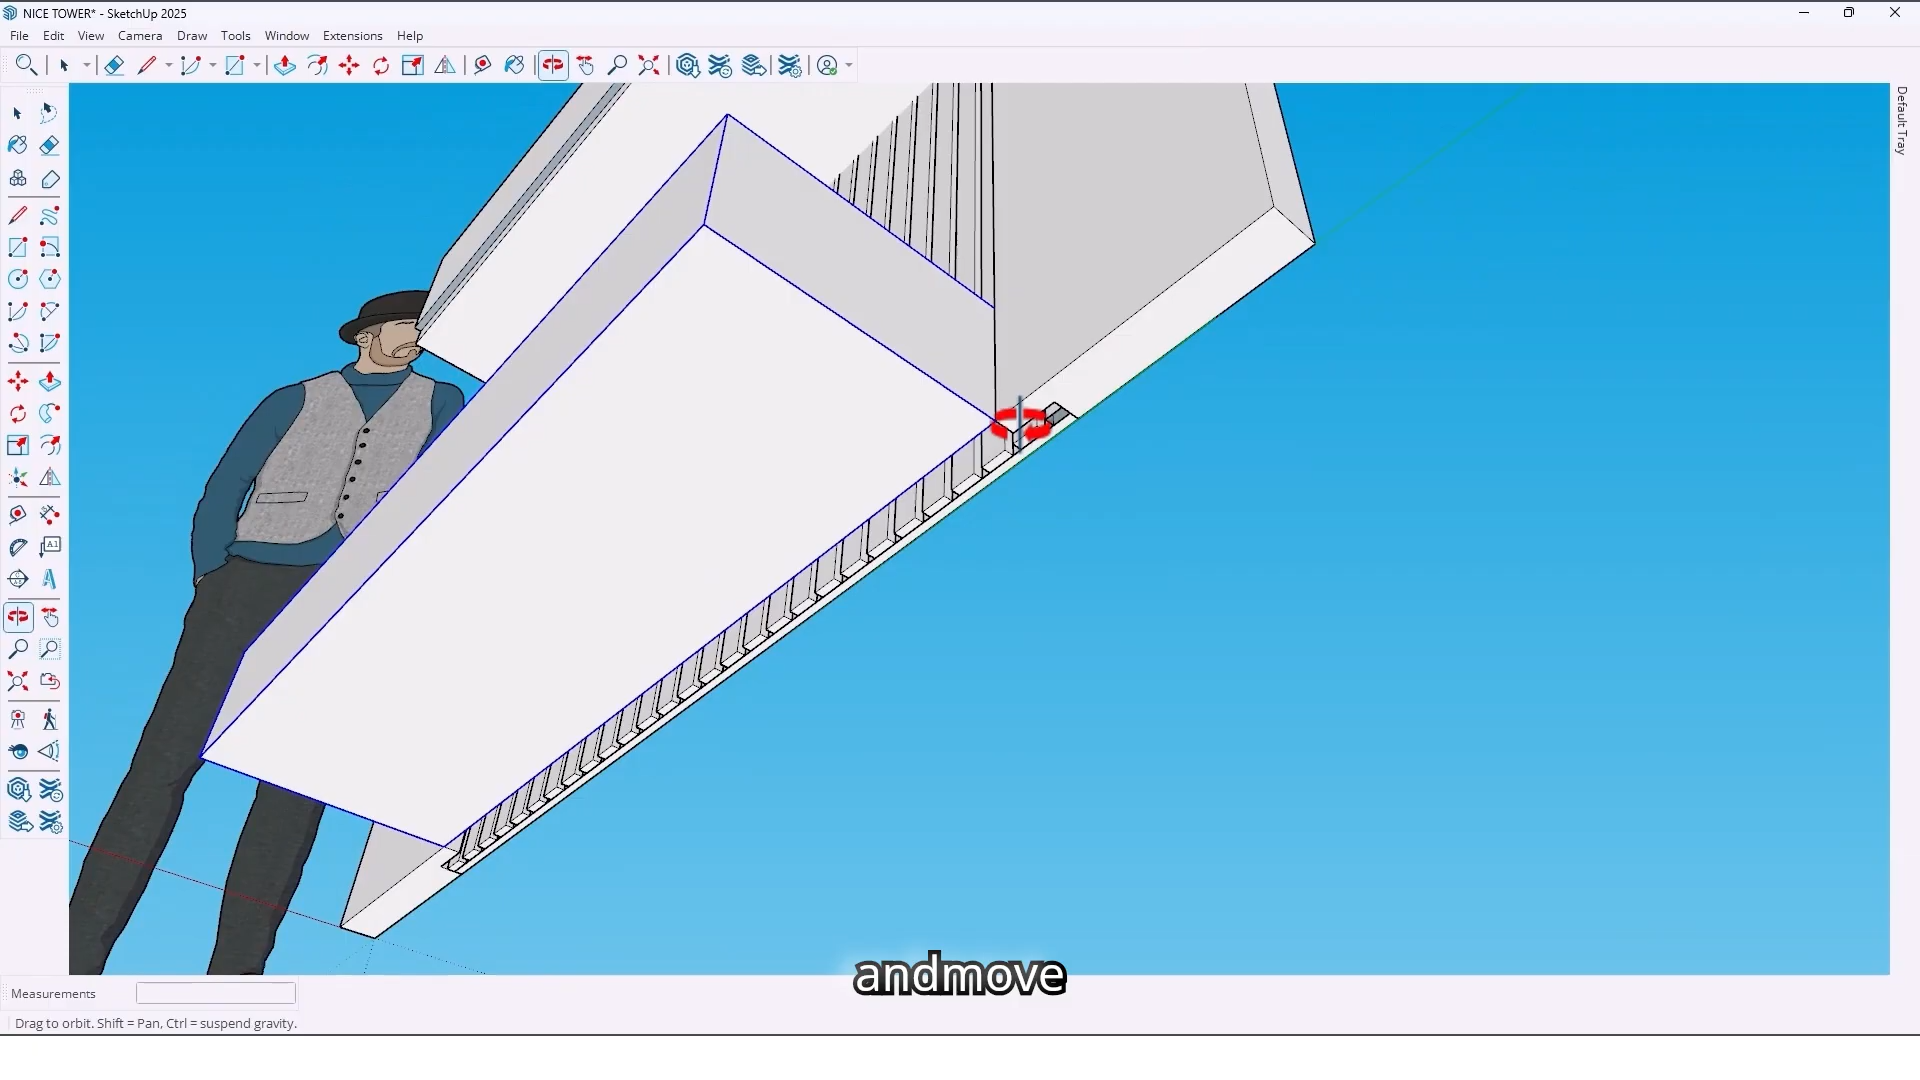 NICE TOWER* - SketchUp 2025
File Edit View Camera Draw Tools Window Extensions Help
Default Tray
A1
A
andmove
Measurements
Drag to orbit. Shift = Pan, Ctrl = suspend gravity.